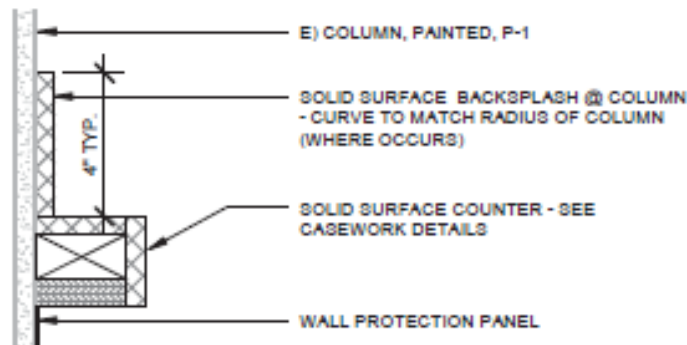 E) COLUMN, PAINTED, P-1
SOLID SURFACE BACKSPLASH @ COLUMN
- CURVE TO MATCH RADIUS OF COLUMN
(WHERE OCCURS)
4" TYP.
SOLID SURFACE COUNTER - SEE
CASEWORK DETAILS
WALL PROTECTION PANEL